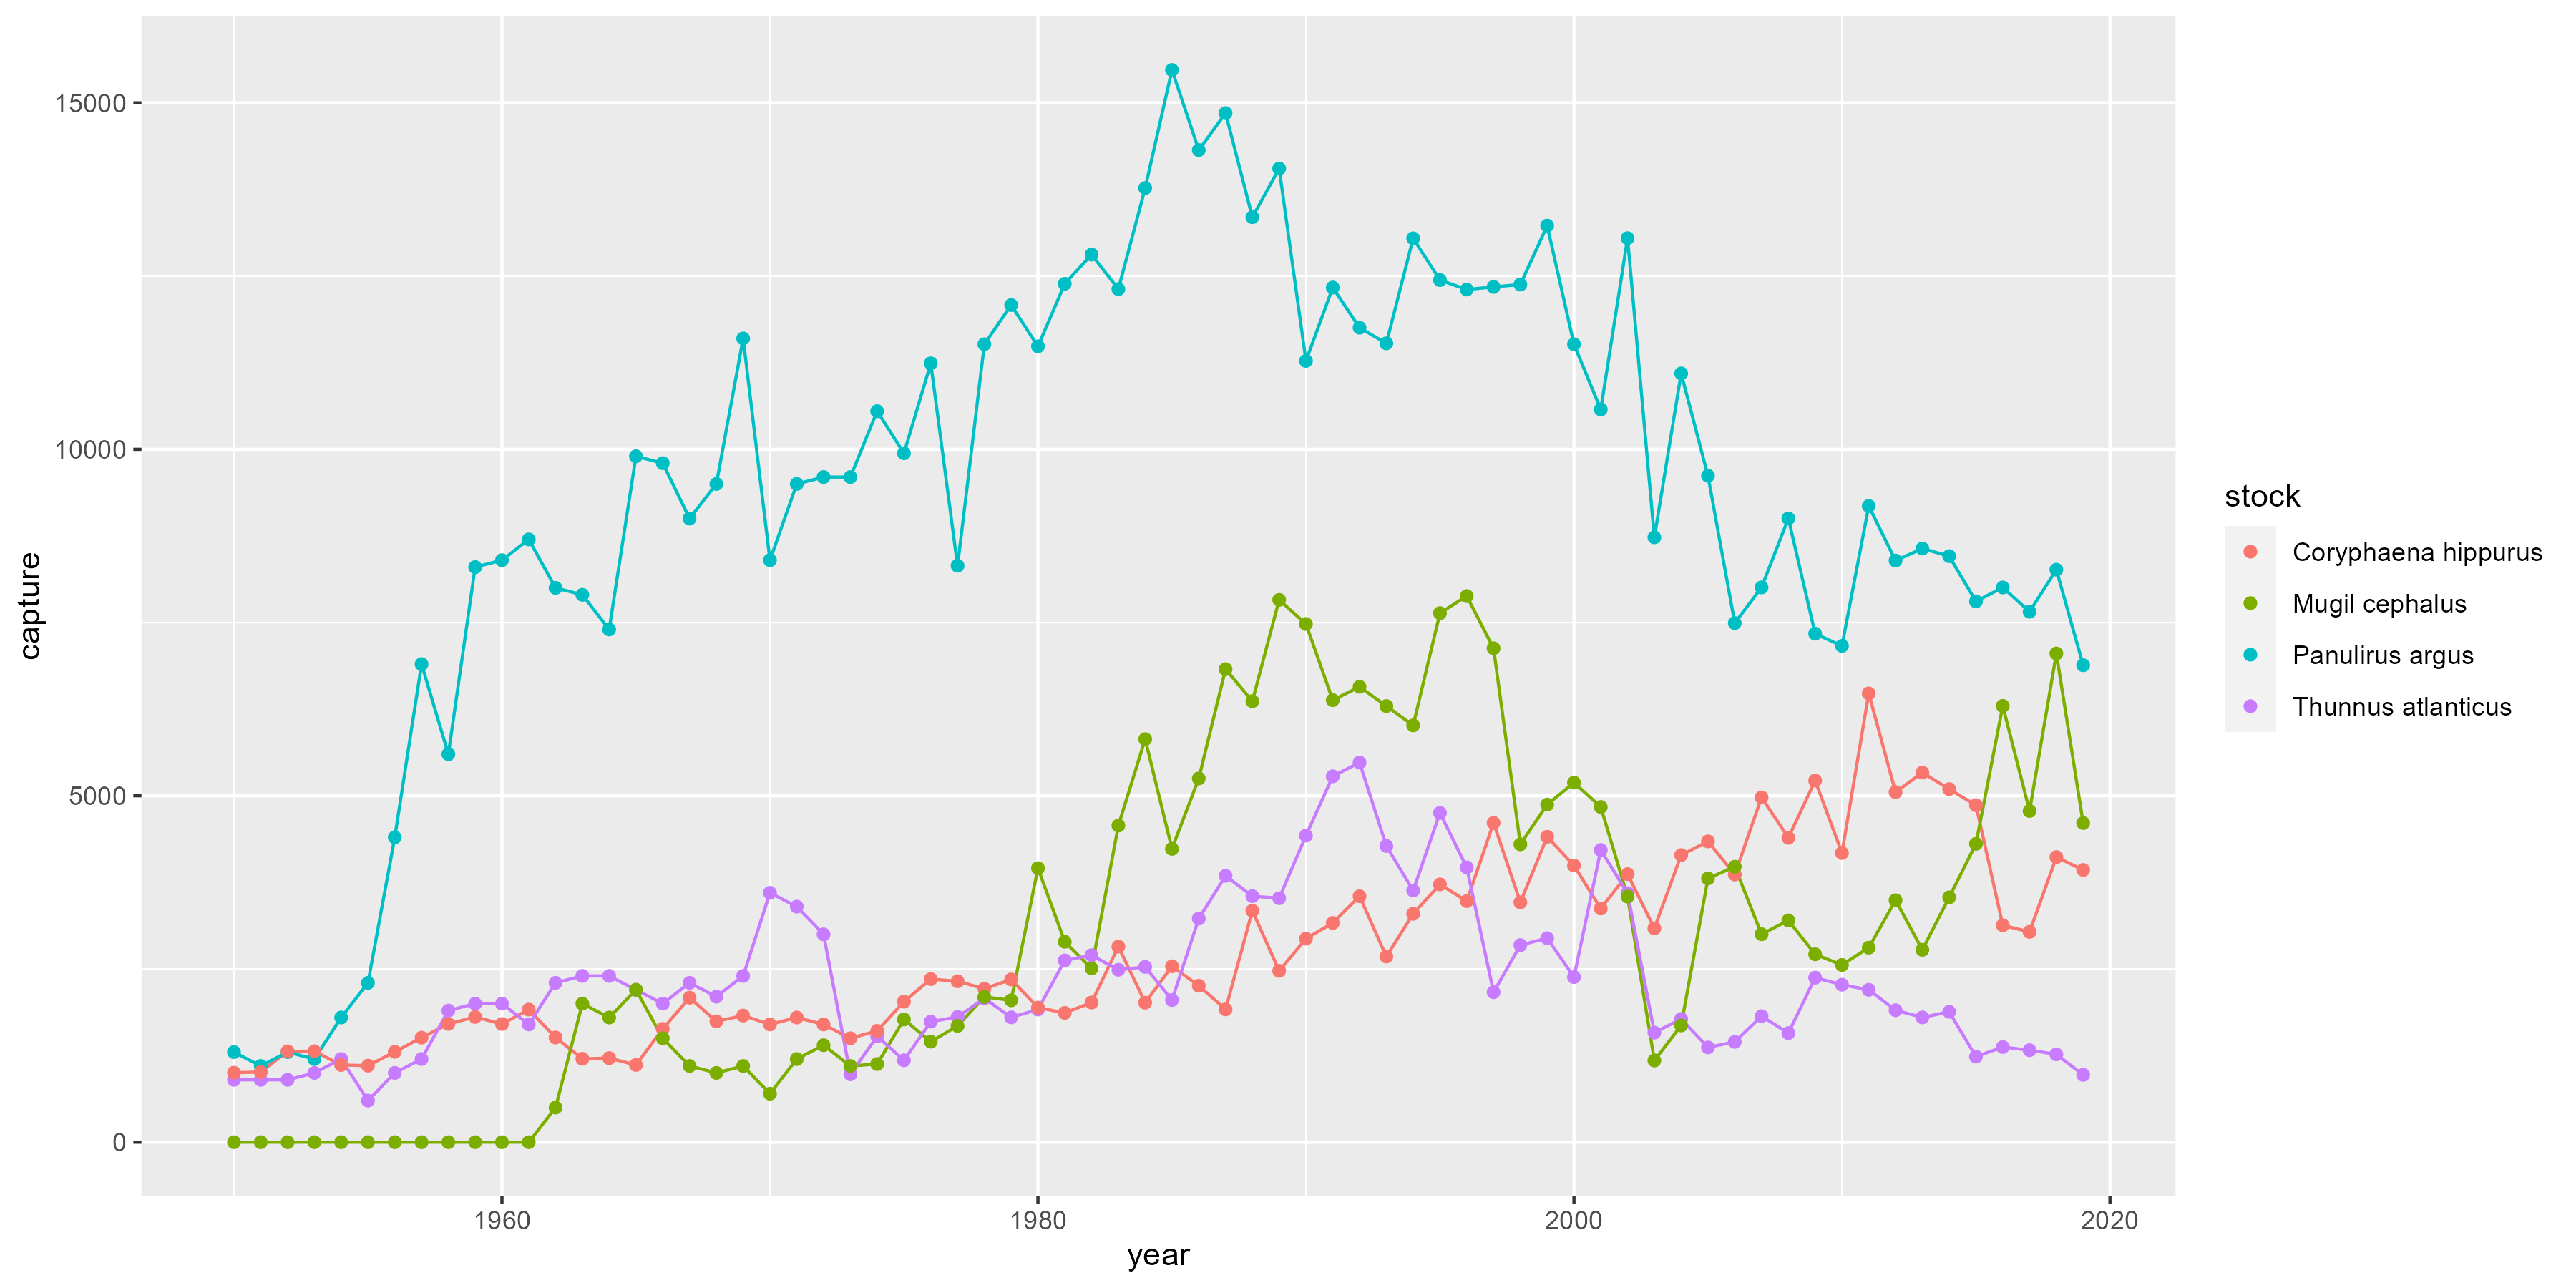 15000
10000
5000
0
capture
1960 1980 2000 2020
year
stock
Coryphaena hippurus
Mugil cephalus
Panulirus argus
Thunnus atlanticus